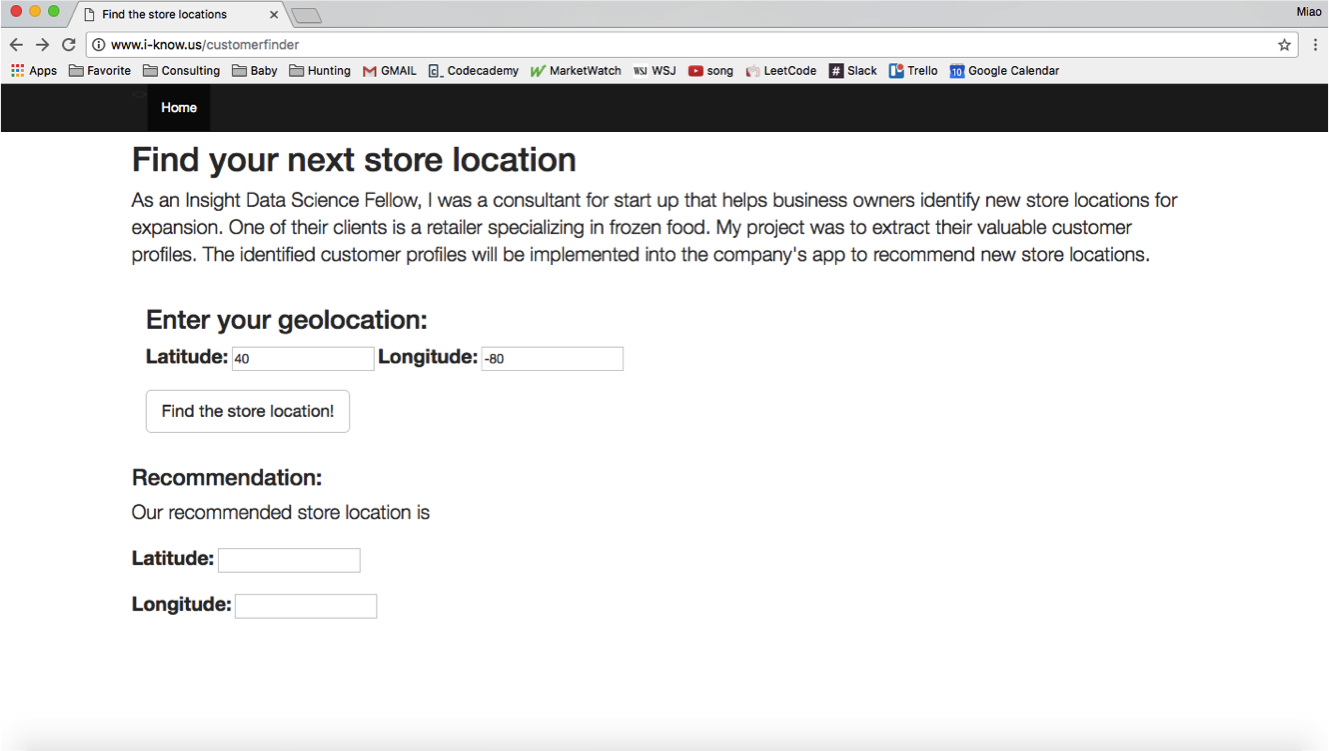 Find the store locations
Miao
www.i-know.us/customerfinder
Apps Favorite Consulting Baby Hunting GMAIL Codecademy MarketWatch WSJ WSJ song LeetCode # Slack Trello 10 Google Calendar
Home
Find your next store location
As an Insight Data Science Fellow, I was a consultant for start up that helps business owners identify new store locations for
expansion. One of their clients is a retailer specializing in frozen food. My project was to extract their valuable customer
profiles. The identified customer profiles will be implemented into the company's app to recommend new store locations.
Enter your geolocation:
Latitude: 40 Longitude: -80
Find the store location!
Recommendation:
Our recommended store location is
Latitude:
Longitude: